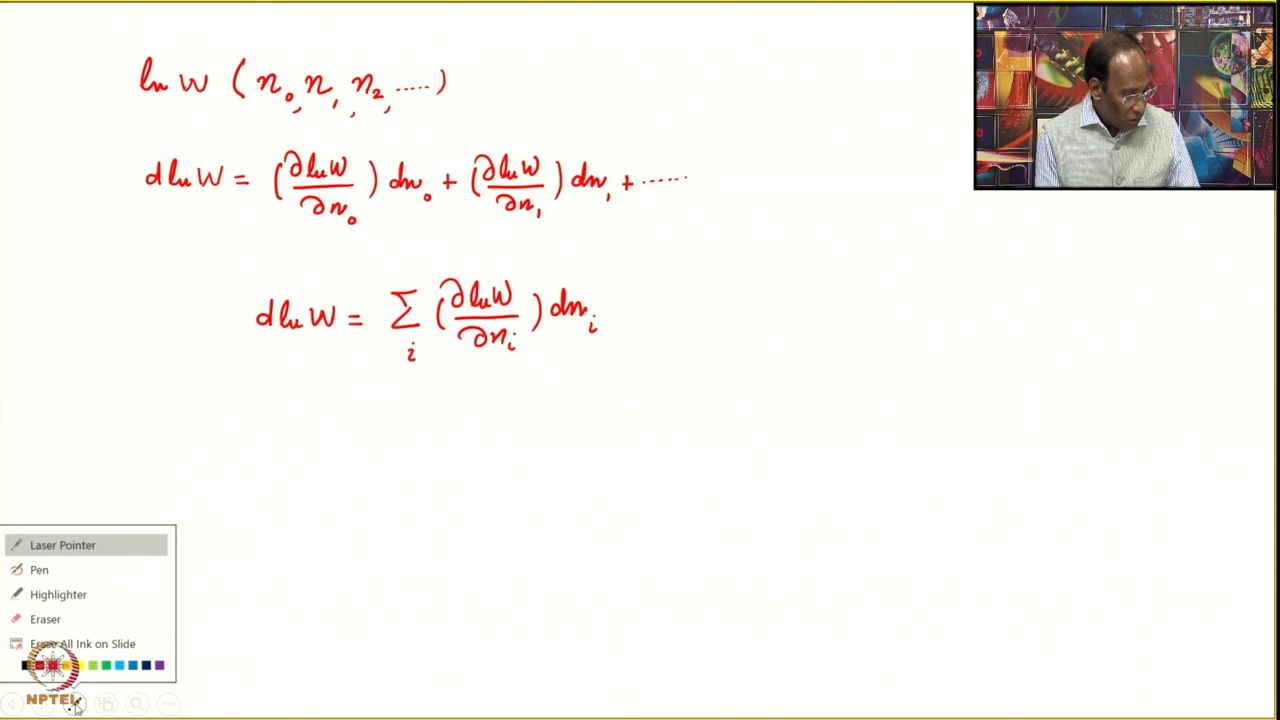 ln W (n₀, n₁, n₂, .....)
d ln W = (∂ln W/∂n₀) dn₀ + (∂ln W/∂n₁) dn₁ + ......
d ln W = ∑ᵢ (∂ln W/∂nᵢ) dnᵢ
Laser Pointer
Pen
Highlighter
Eraser
Erase All Ink on Slide
NPTEL